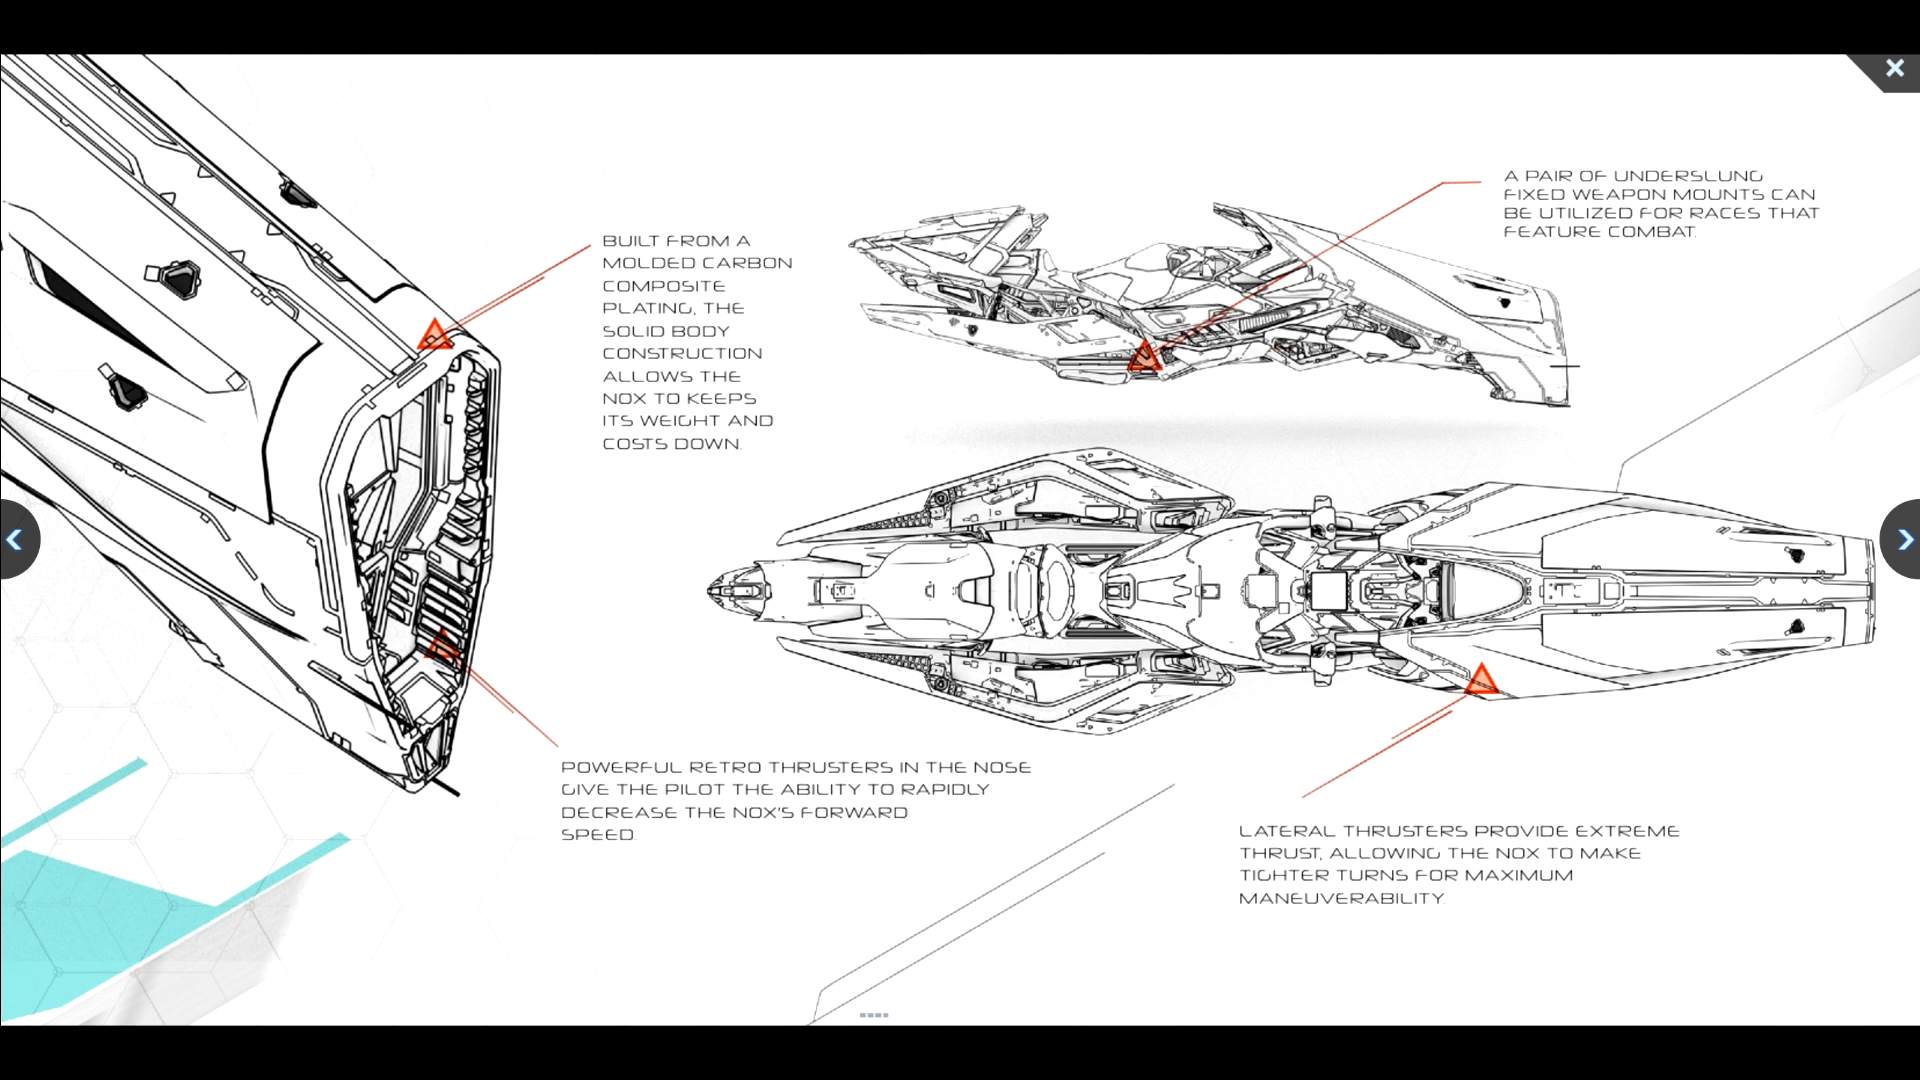 A PAIR OF UNDERSLUNG
FIXED WEAPON MOUNTS CAN
BE UTILIZED FOR RACES THAT
FEATURE COMBAT.
BUILT FROM A
MOLDED CARBON
COMPOSITE
PLATING, THE
SOLID BODY
CONSTRUCTION
ALLOWS THE
NOX TO KEEPS
ITS WEIGHT AND
COSTS DOWN.
POWERFUL RETRO THRUSTERS IN THE NOSE
GIVE THE PILOT THE ABILITY TO RAPIDLY
DECREASE THE NOX'S FORWARD
SPEED.
LATERAL THRUSTERS PROVIDE EXTREME
THRUST, ALLOWING THE NOX TO MAKE
TIGHTER TURNS FOR MAXIMUM
MANEUVERABILITY.